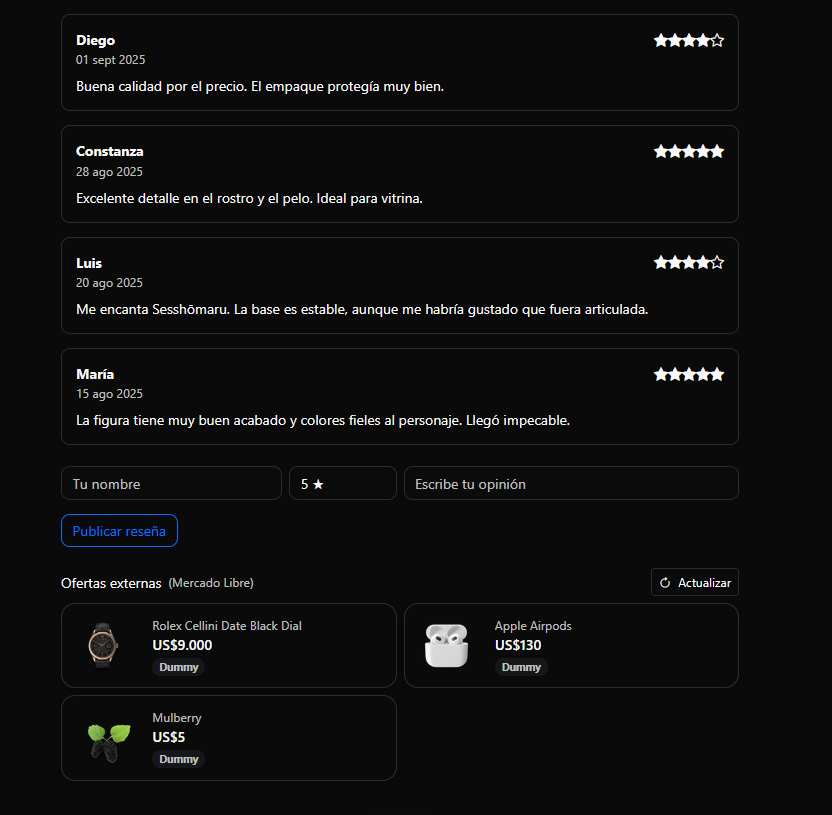 Diego
★★★★☆
01 sept 2025
Buena calidad por el precio. El empaque protegía muy bien.
Constanza
★★★★★
28 ago 2025
Excelente detalle en el rostro y el pelo. Ideal para vitrina.
Luis
★★★★☆
20 ago 2025
Me encanta Sesshōmaru. La base es estable, aunque me habría gustado que fuera articulada.
María
★★★★★
15 ago 2025
La figura tiene muy buen acabado y colores fieles al personaje. Llegó impecable.
Tu nombre
5 ★
Escribe tu opinión
Publicar reseña
Ofertas externas (Mercado Libre)
Actualizar
Rolex Cellini Date Black Dial
US$9.000
Dummy
Apple Airpods
US$130
Dummy
Mulberry
US$5
Dummy